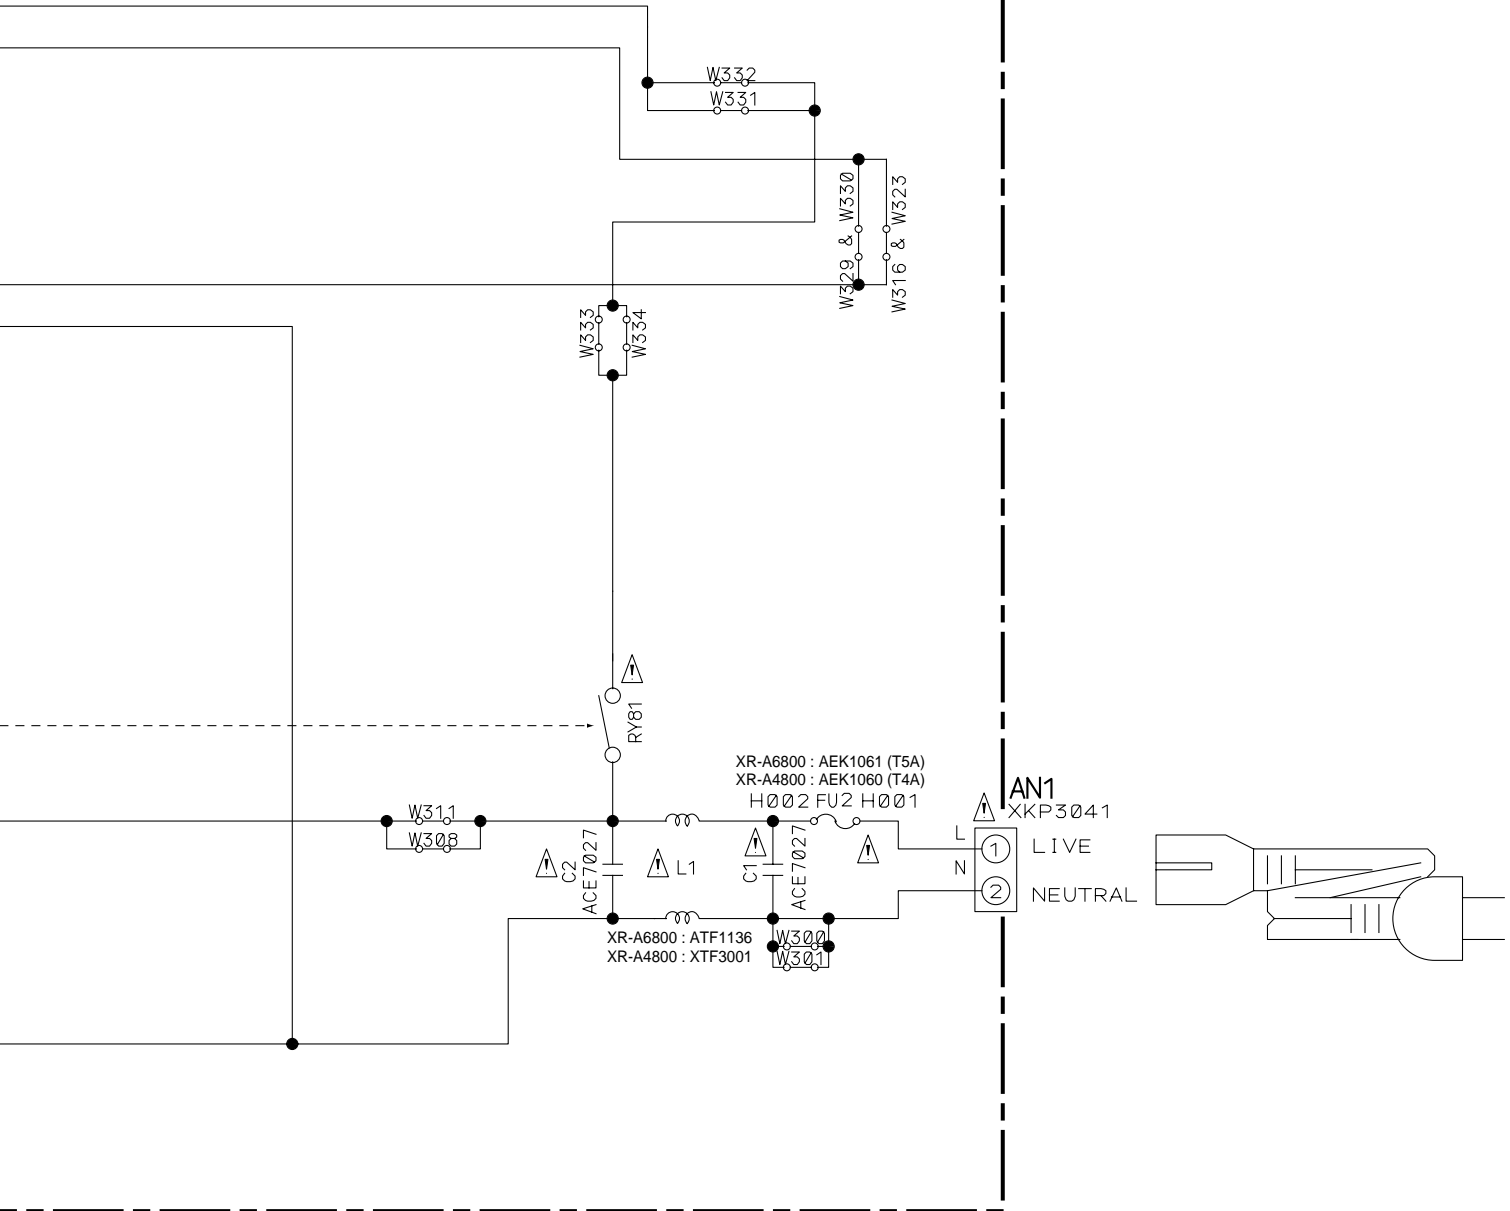 W332
W331
W329 & W330
W316 & W323
W333
W334
RY81
XR-A6800 : AEK1061 (T5A)
XR-A4800 : AEK1060 (T4A)
H002 FU2 H001
AN1
XKP3041
W311
W308
L
1
LIVE
C2
ACE7027
L1
C1
ACE7027
N
2
NEUTRAL
XR-A6800 : ATF1136
XR-A4800 : XTF3001
W300
W301